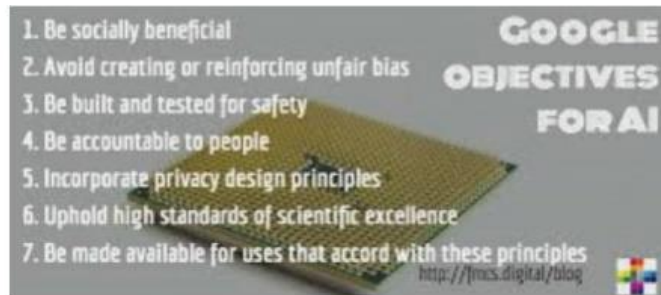 1. Be socially beneficial
2. Avoid creating or reinforcing unfair bias
3. Be built and tested for safety
4. Be accountable to people
5. Incorporate privacy design principles
6. Uphold high standards of scientific excellence
7. Be made available for uses that accord with these principles
GOOGLE
OBJECTIVES
FOR AI
http://fmcs.digital/blog